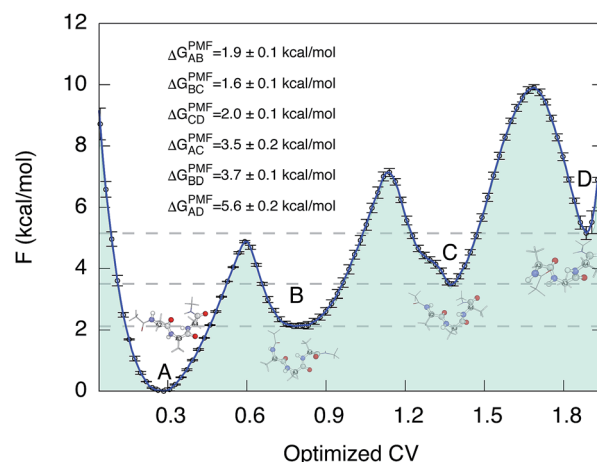 12
10
8
6
4
2
0
F (kcal/mol)
ΔG_AB^PMF=1.9 ± 0.1 kcal/mol
ΔG_BC^PMF=1.6 ± 0.1 kcal/mol
ΔG_CD^PMF=2.0 ± 0.1 kcal/mol
ΔG_AC^PMF=3.5 ± 0.2 kcal/mol
ΔG_BD^PMF=3.7 ± 0.1 kcal/mol
ΔG_AD^PMF=5.6 ± 0.2 kcal/mol
A
B
C
D
0.3 0.6 0.9 1.2 1.5 1.8
Optimized CV